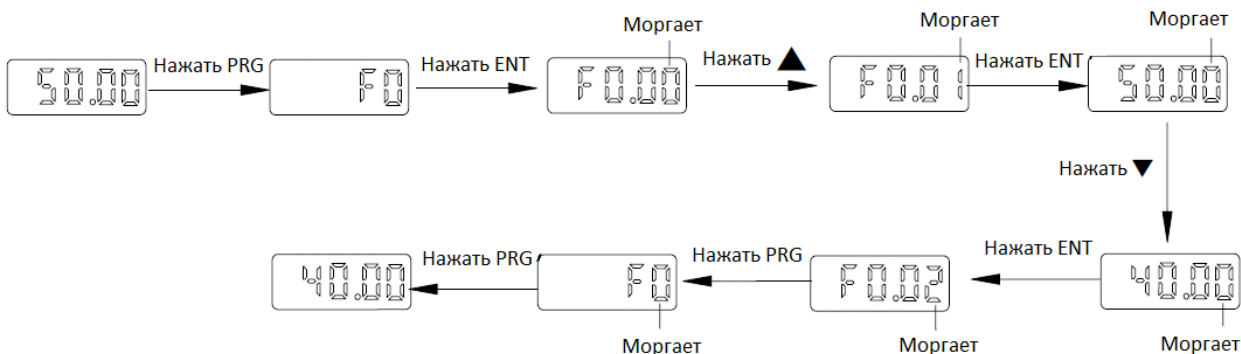 Моргает
Моргает
Моргает
50.00
Нажать PRG
F0
Нажать ENT
F0.00
Нажать ▲
F0.01
Нажать ENT
50.00
Нажать ▼
40.00
Нажать PRG
F0
Нажать PRG
F0.02
Нажать ENT
40.00
Моргает
Моргает
Моргает